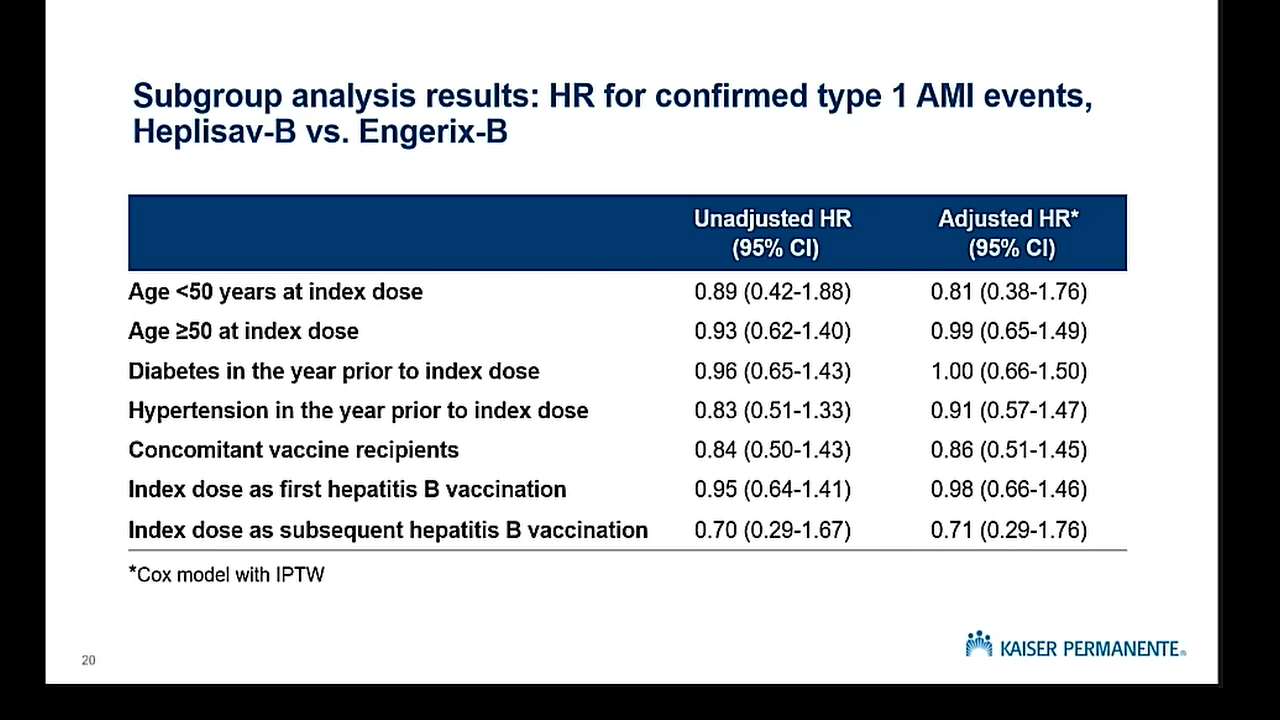 Subgroup analysis results: HR for confirmed type 1 AMI events,
Heplisav-B vs. Engerix-B
Unadjusted HR (95% CI) Adjusted HR* (95% CI)
Age <50 years at index dose 0.89 (0.42-1.88) 0.81 (0.38-1.76)
Age ≥50 at index dose 0.93 (0.62-1.40) 0.99 (0.65-1.49)
Diabetes in the year prior to index dose 0.96 (0.65-1.43) 1.00 (0.66-1.50)
Hypertension in the year prior to index dose 0.83 (0.51-1.33) 0.91 (0.57-1.47)
Concomitant vaccine recipients 0.84 (0.50-1.43) 0.86 (0.51-1.45)
Index dose as first hepatitis B vaccination 0.95 (0.64-1.41) 0.98 (0.66-1.46)
Index dose as subsequent hepatitis B vaccination 0.70 (0.29-1.67) 0.71 (0.29-1.76)
*Cox model with IPTW
20
KAISER PERMANENTE®